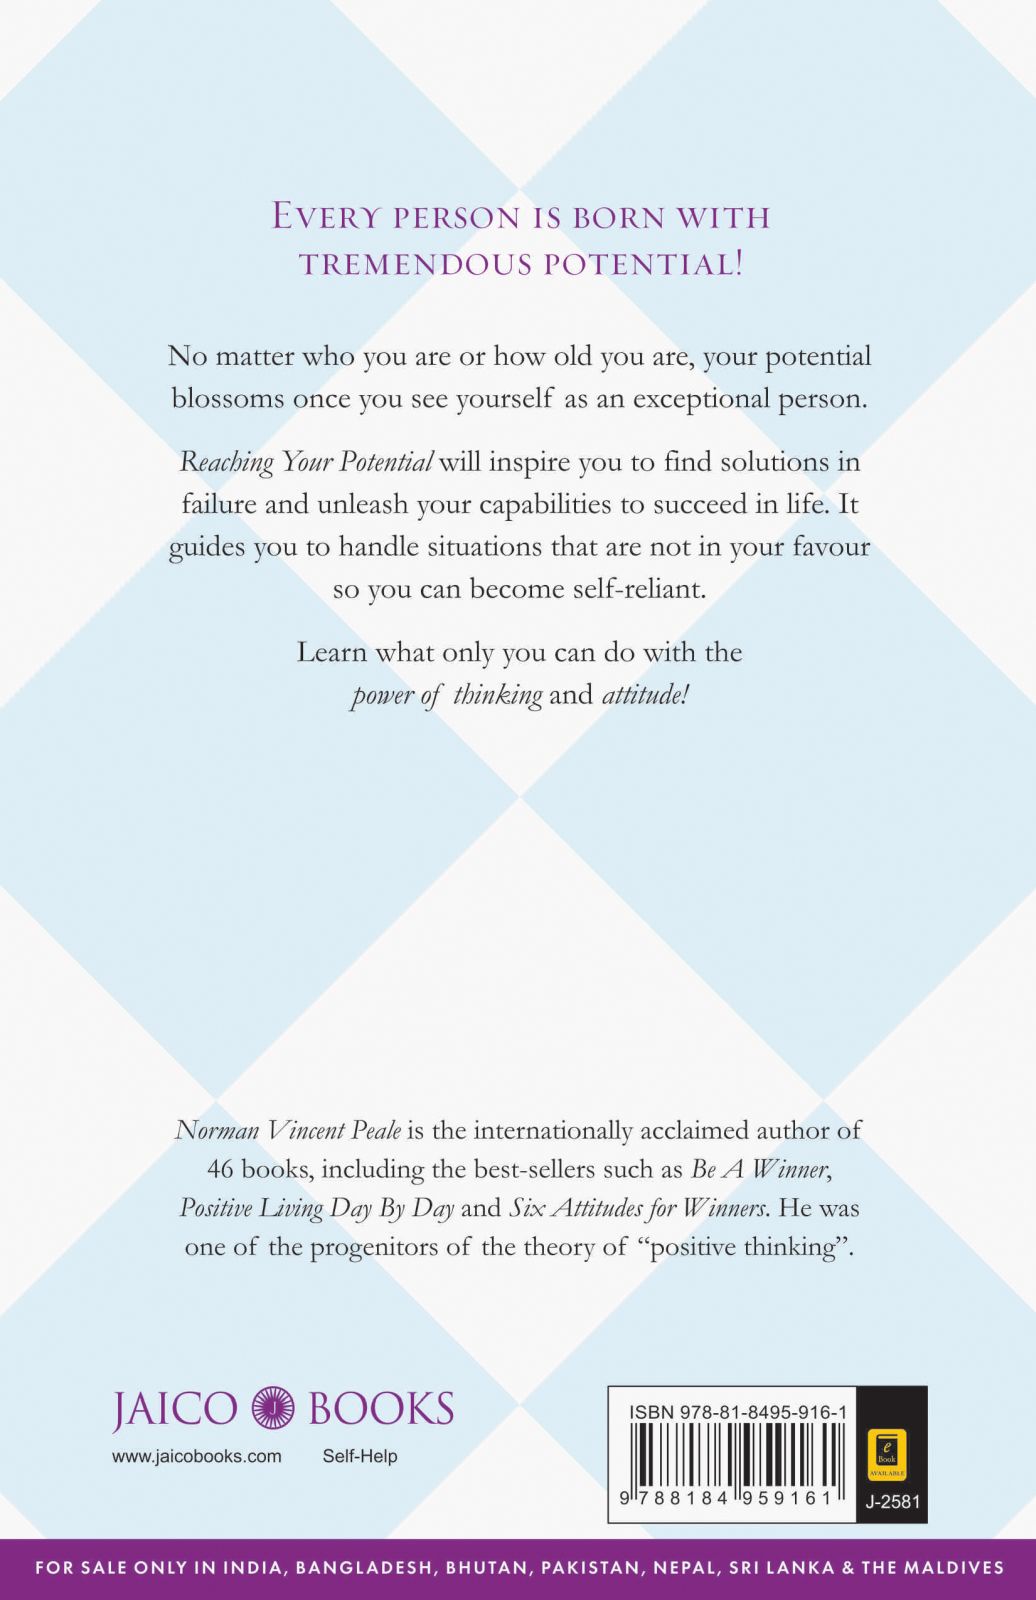 EVERY PERSON IS BORN WITH
TREMENDOUS POTENTIAL!
No matter who you are or how old you are, your potential
blossoms once you see yourself as an exceptional person.
Reaching Your Potential will inspire you to find solutions in
failure and unleash your capabilities to succeed in life. It
guides you to handle situations that are not in your favour
so you can become self-reliant.
Learn what only you can do with the
power of thinking and attitude!
Norman Vincent Peale is the internationally acclaimed author of
46 books, including the best-sellers such as Be A Winner,
Positive Living Day By Day and Six Attitudes for Winners. He was
one of the progenitors of the theory of “positive thinking”.
JAICO J BOOKS
www.jaicobooks.com Self-Help
ISBN 978-81-8495-916-1
9 788184 959161
e
Book
AVAILABLE
J-2581
FOR SALE ONLY IN INDIA, BANGLADESH, BHUTAN, PAKISTAN, NEPAL, SRI LANKA & THE MALDIVES